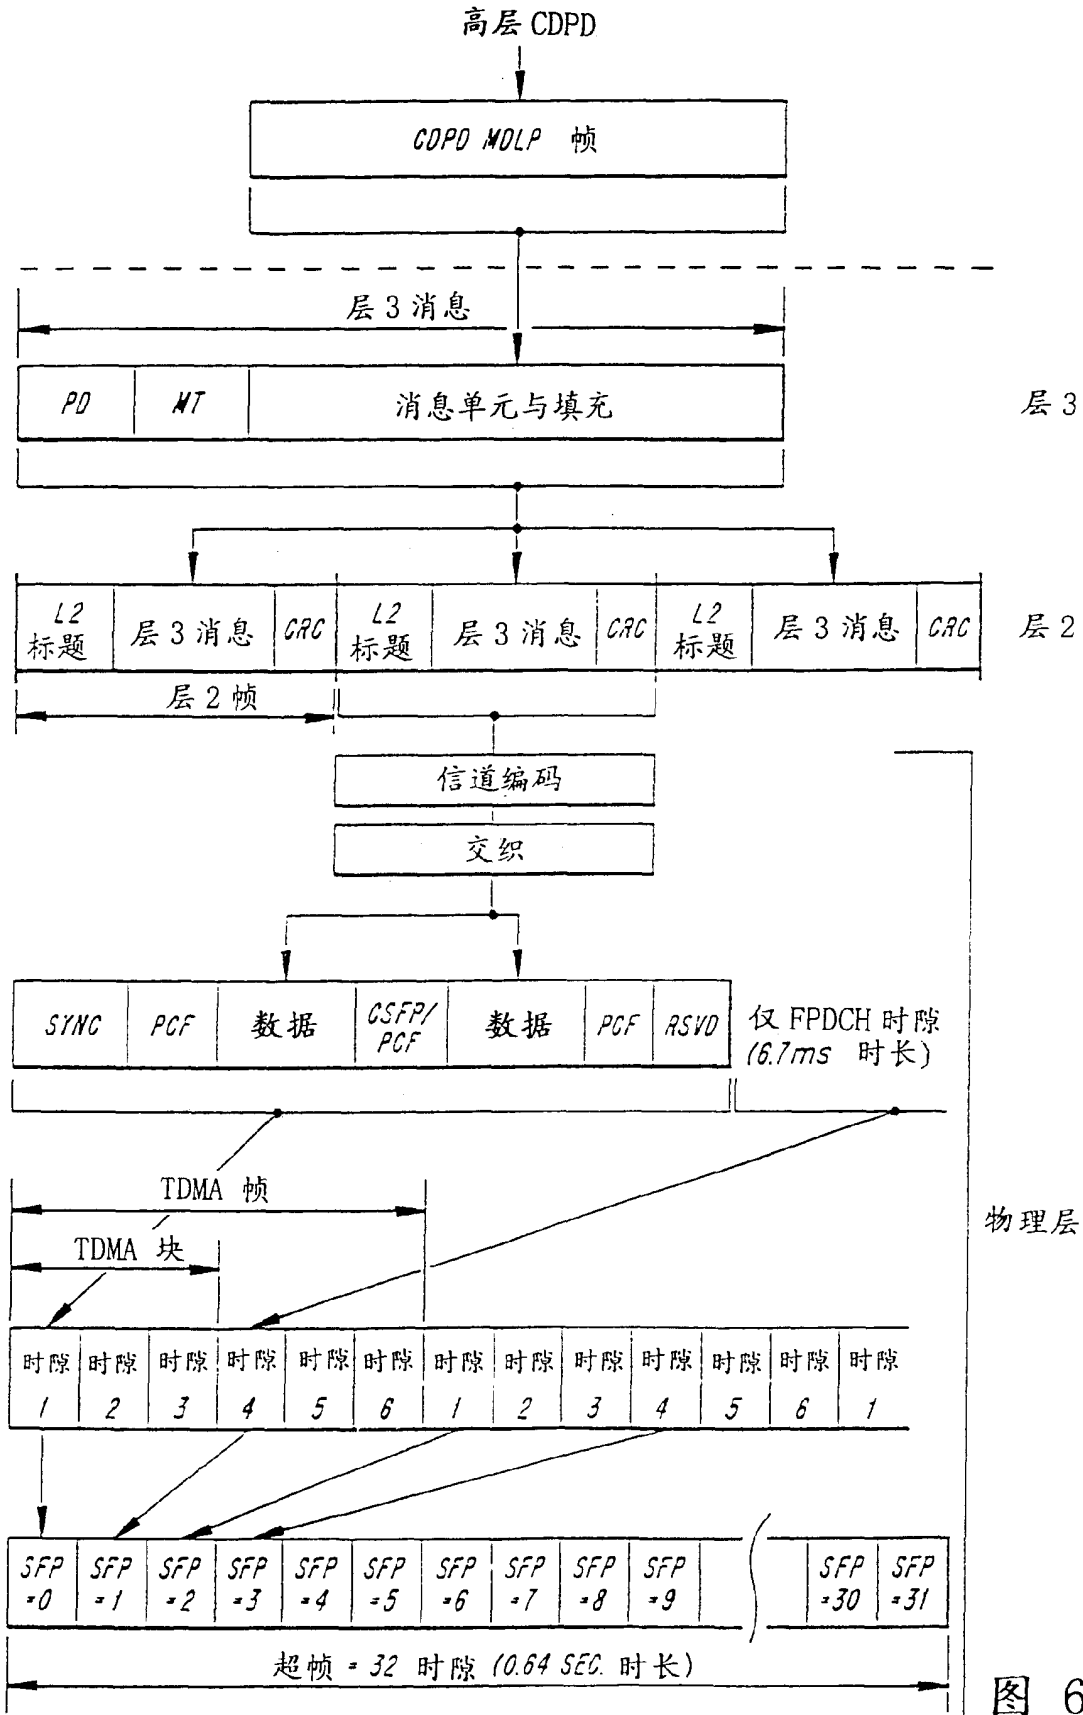 高层 CDPD
CDPD MDLP 帧
层 3 消息
PD MT 消息单元与填充 层 3
L2 标题 层 3 消息 CRC L2 标题 层 3 消息 CRC L2 标题 层 3 消息 CRC 层 2
层 2 帧
信道编码
交织
SYNC PCF 数据 CSFP/PCF 数据 PCF RSVD 仅 FPDCH 时隙
(6.7ms 时长)
TDMA 帧
物理层
TDMA 块
时隙 时隙 时隙 时隙 时隙 时隙 时隙 时隙 时隙 时隙 时隙 时隙 时隙
1 2 3 4 5 6 1 2 3 4 5 6 1
SFP SFP SFP SFP SFP SFP SFP SFP SFP SFP SFP SFP
=0 =1 =2 =3 =4 =5 =6 =7 =8 =9 =30 =31
超帧 = 32 时隙 (0.64 SEC. 时长)
图 6